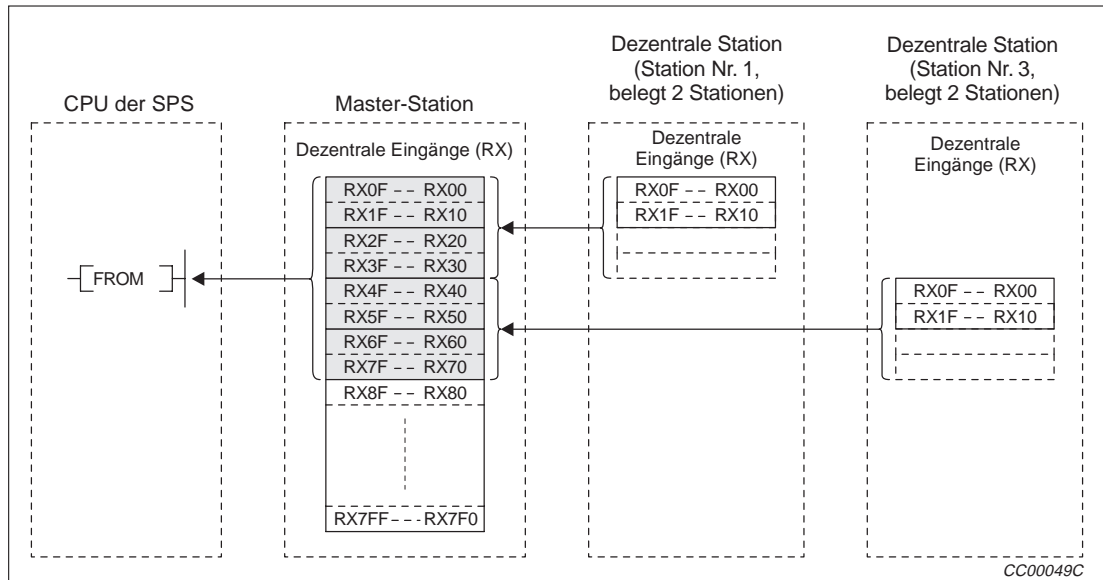 CPU der SPS
[FROM ]
Master-Station
Dezentrale Eingänge (RX)
RX0F -- RX00
RX1F -- RX10
RX2F -- RX20
RX3F -- RX30
RX4F -- RX40
RX5F -- RX50
RX6F -- RX60
RX7F -- RX70
RX8F -- RX80
RX7FF--- RX7F0
Dezentrale Station
(Station Nr. 1,
belegt 2 Stationen)
Dezentrale
Eingänge (RX)
RX0F -- RX00
RX1F -- RX10
Dezentrale Station
(Station Nr. 3,
belegt 2 Stationen)
Dezentrale
Eingänge (RX)
RX0F -- RX00
RX1F -- RX10
CC00049C